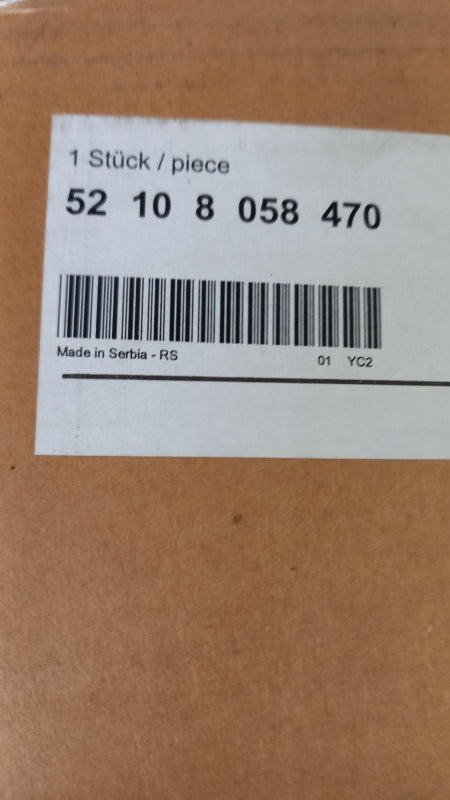 1 Stück / piece
52 10 8 058 470
Made in Serbia - RS 01 YC2